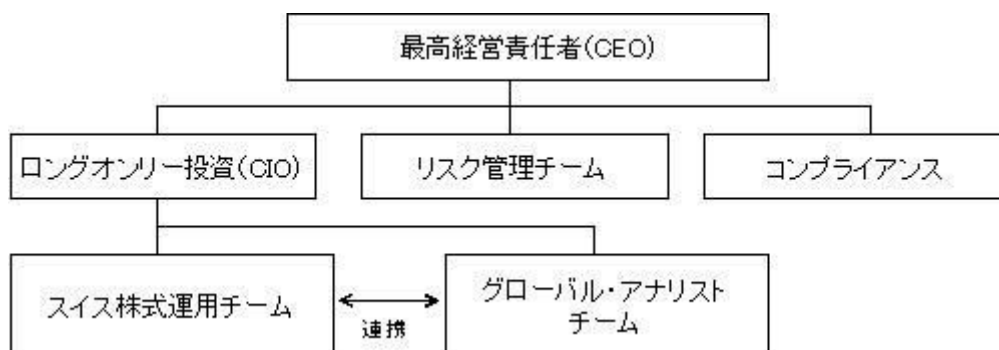 最高経営責任者(CEO)
ロングオンリー投資(CIO)
リスク管理チーム
コンプライアンス
スイス株式運用チーム
連携
グローバル・アナリスト
チーム